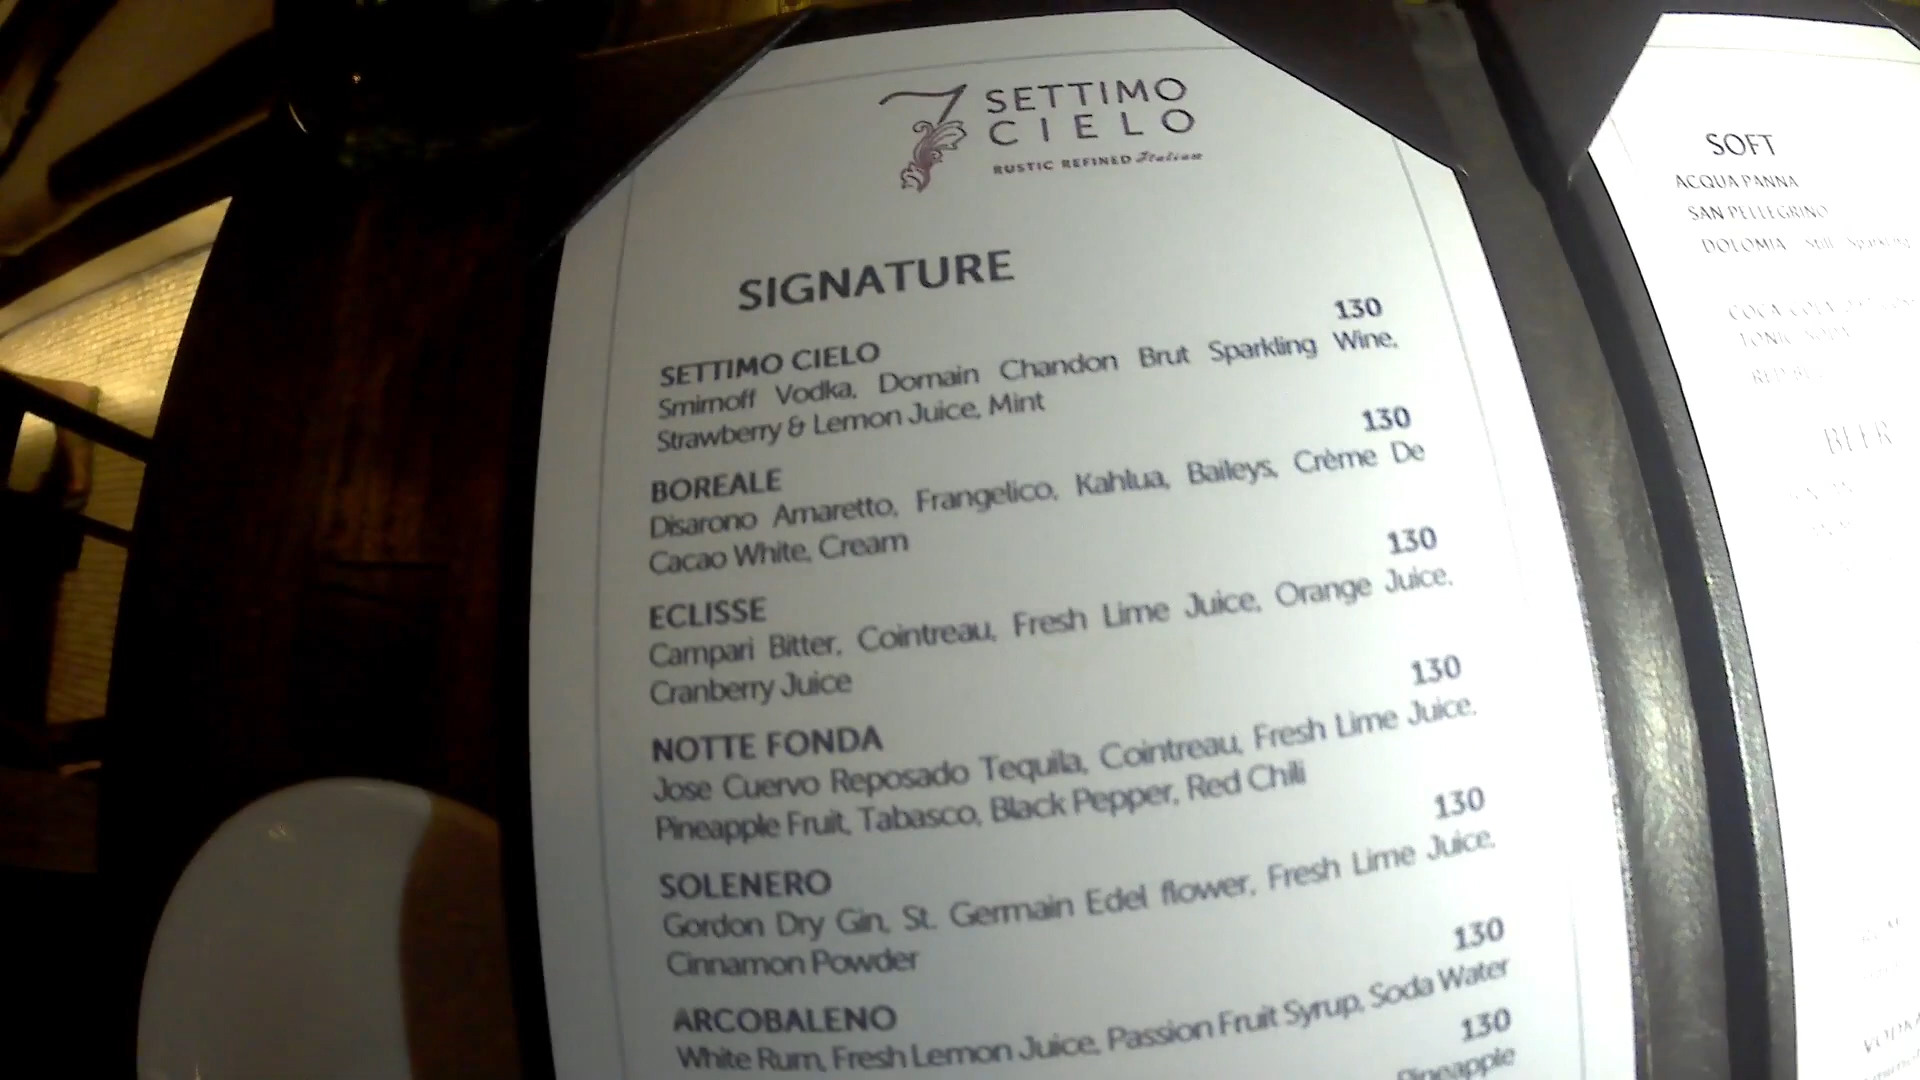 7 SETTIMO
CIELO
RUSTIC REFINED Italian
SIGNATURE
130
SETTIMO CIELO
Smirnoff Vodka, Domain Chandon Brut Sparkling Wine,
Strawberry & Lemon Juice, Mint
130
BOREALE
Disarono Amaretto, Frangelico, Kahlua, Baileys, Crème De
Cacao White, Cream
130
ECLISSE
Campari Bitter, Cointreau, Fresh Lime Juice, Orange Juice,
Cranberry Juice
130
NOTTE FONDA
Jose Cuervo Reposado Tequila, Cointreau, Fresh Lime Juice,
Pineapple Fruit, Tabasco, Black Pepper, Red Chili
130
SOLENERO
Gordon Dry Gin, St. Germain Edel flower, Fresh Lime Juice,
Cinnamon Powder
130
ARCOBALENO
White Rum, Fresh Lemon Juice, Passion Fruit Syrup, Soda Water
130
Pineapple
SOFT
ACQUA PANNA
SAN PELLEGRINO
DOLOMIA Still Sparkling
COCA COLA
TONIC
BEER
VODKA